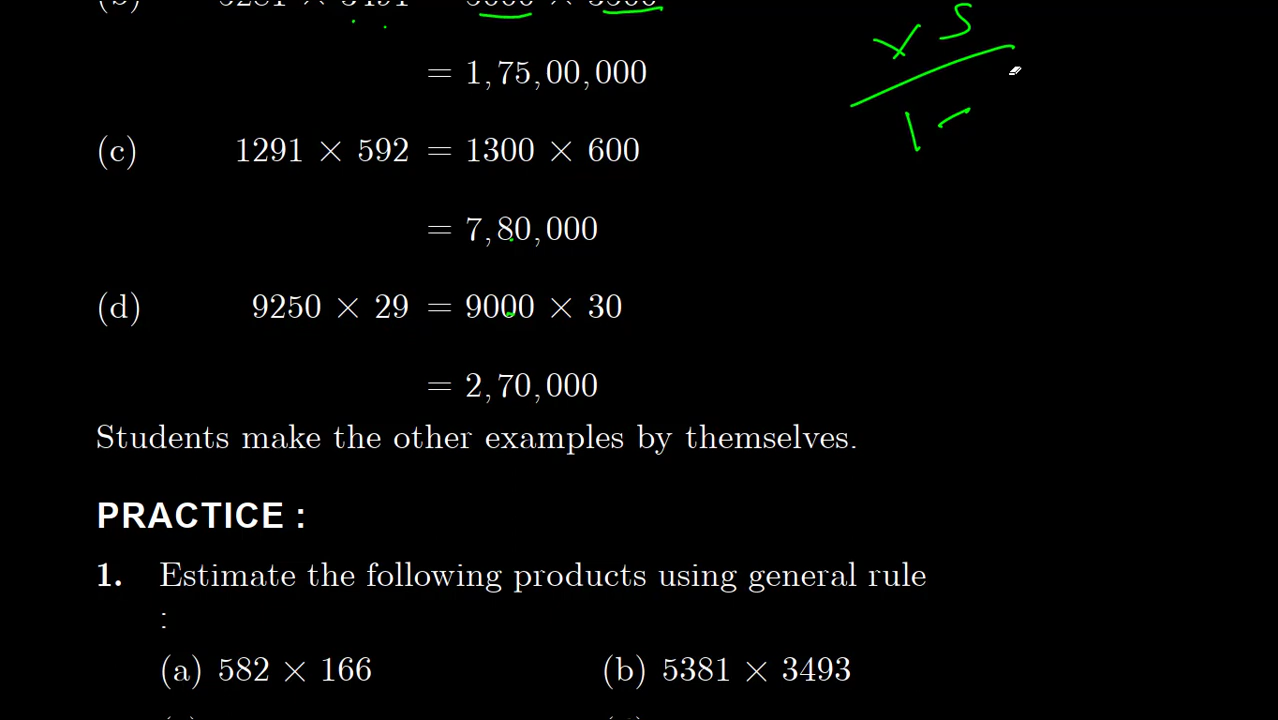 = 1,75,00,000
(c) 1291 × 592 = 1300 × 600
= 7,80,000
(d) 9250 × 29 = 9000 × 30
= 2,70,000
Students make the other examples by themselves.
PRACTICE :
1. Estimate the following products using general rule
:
(a) 582 × 166 (b) 5381 × 3493